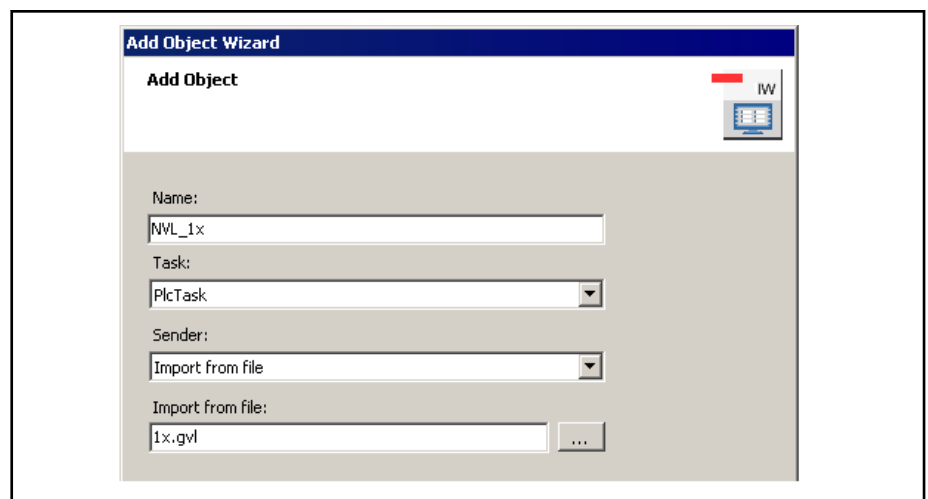 Add Object Wizard
Add Object
IW
Name:
NVL_1x
Task:
PlcTask
Sender:
Import from file
Import from file:
1x.gvl
...